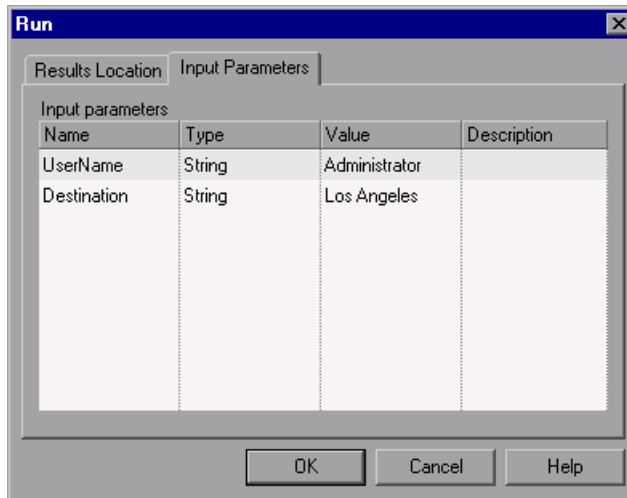 Run
Results Location Input Parameters
Input parameters
Name Type Value Description
UserName String Administrator
Destination String Los Angeles
OK Cancel Help